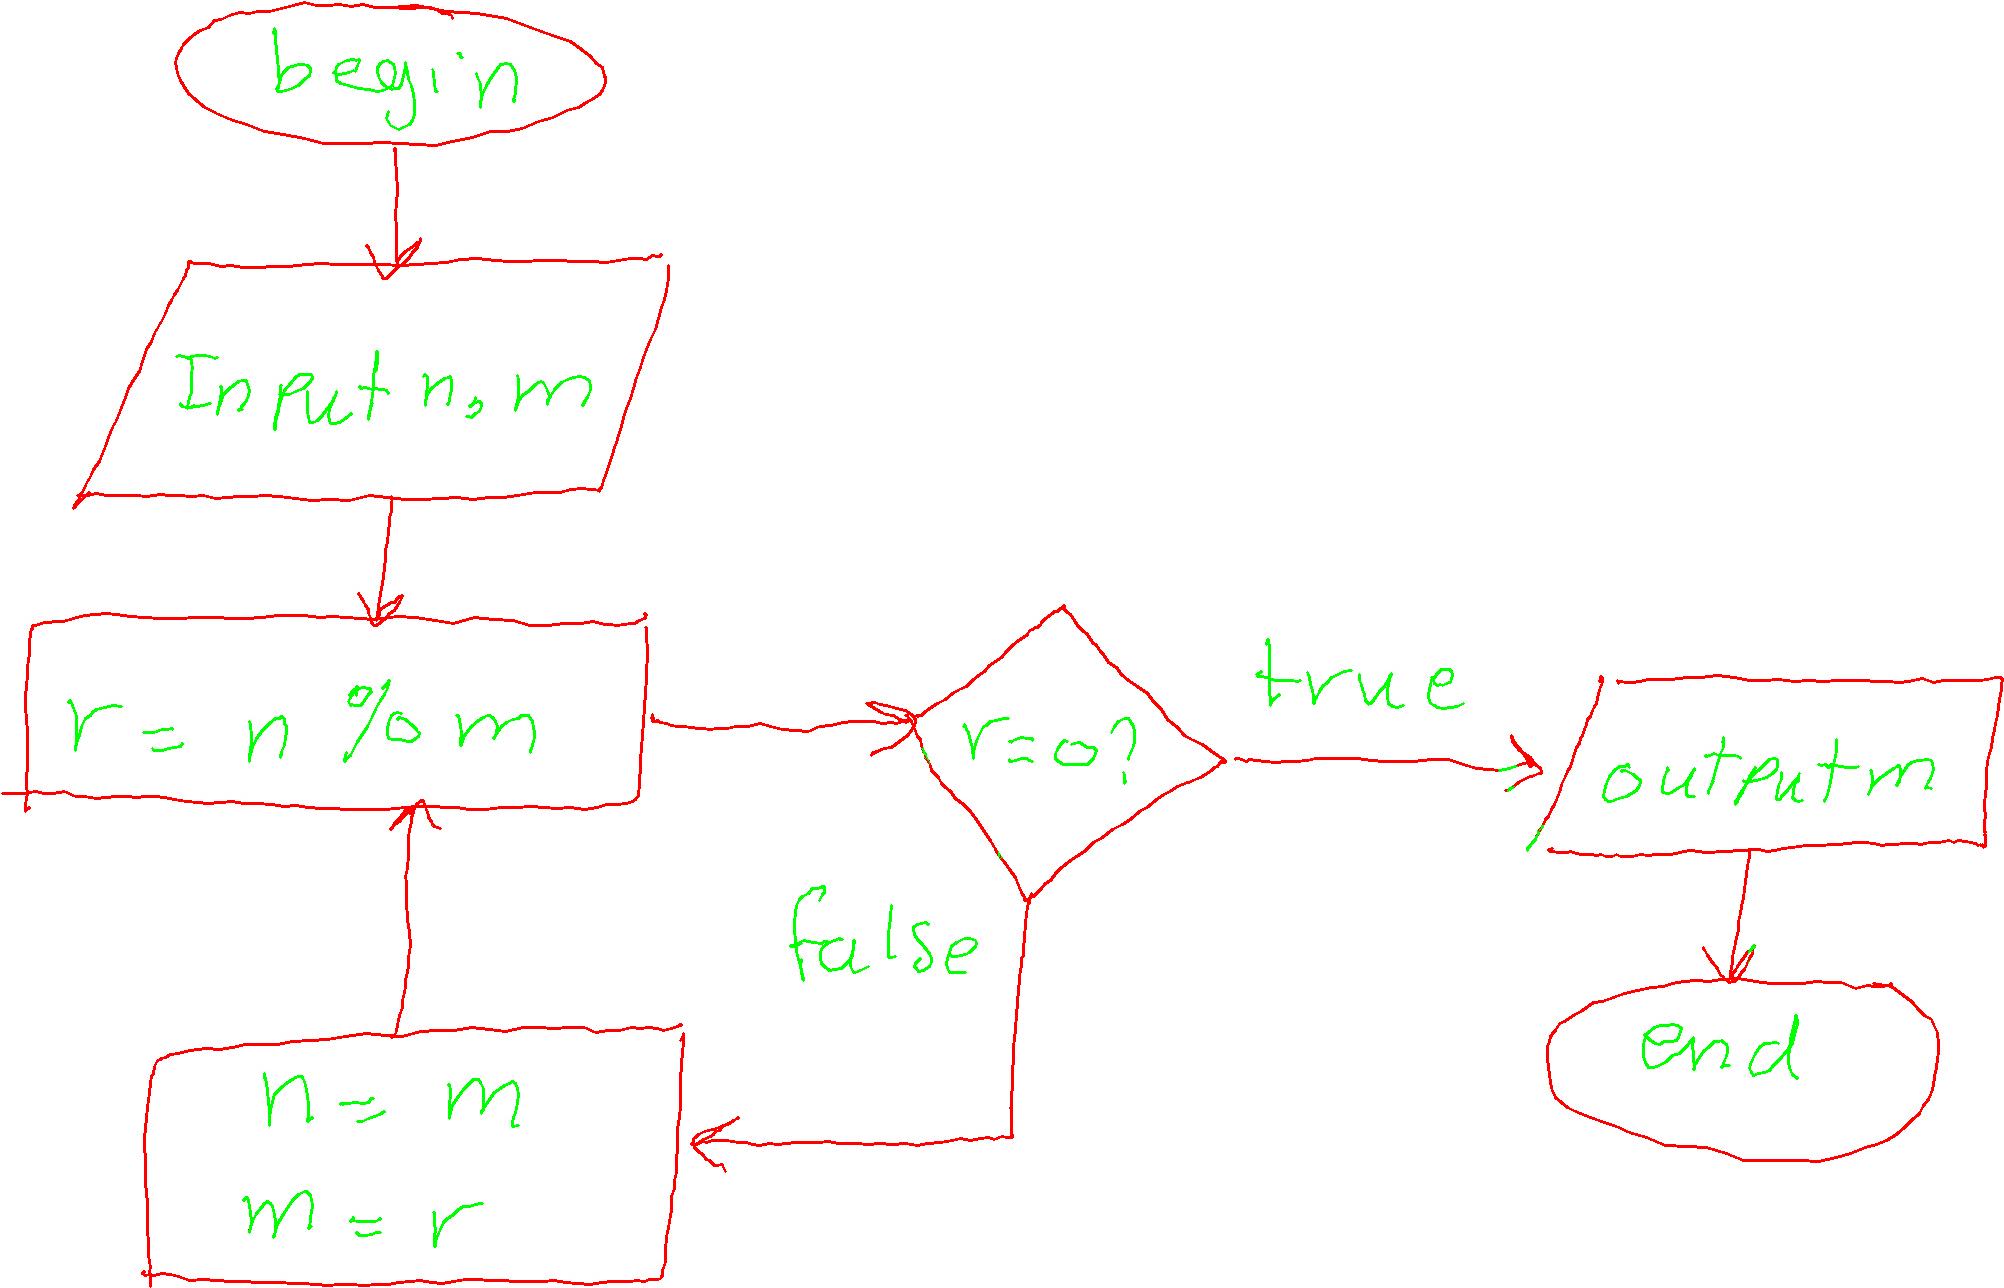 begin
Input n, m
r = n % m
r = 0?
true
output m
false
end
n = m
m = r